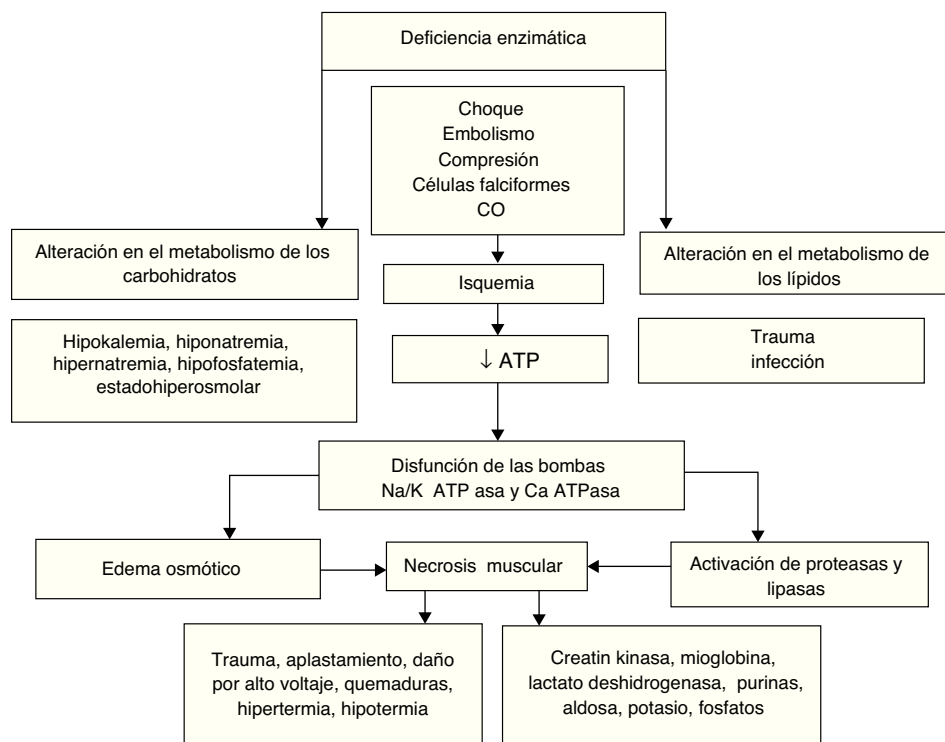 Deficiencia enzimática
Choque
Embolismo
Compresión
Células falciformes
CO
Alteración en el metabolismo de los
carbohidratos
Isquemia
Alteración en el metabolismo de
los lípidos
Hipokalemia, hiponatremia,
hipernatremia, hipofosfatemia,
estadohiperosmolar
↓ ATP
Trauma
infección
Disfunción de las bombas
Na/K ATP asa y Ca ATPasa
Edema osmótico
Necrosis muscular
Activación de proteasas y
lipasas
Trauma, aplastamiento, daño
por alto voltaje, quemaduras,
hipertermia, hipotermia
Creatin kinasa, mioglobina,
lactato deshidrogenasa, purinas,
aldosa, potasio, fosfatos